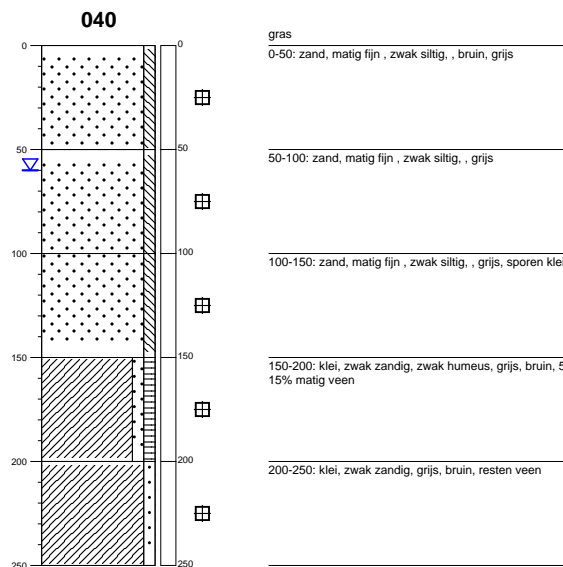 040
gras
0
0
0-50: zand, matig fijn , zwak siltig, , bruin, grijs
50
50
50-100: zand, matig fijn , zwak siltig, , grijs
100
100
100-150: zand, matig fijn , zwak siltig, , grijs, sporen klei
150
150
150-200: klei, zwak zandig, zwak humeus, grijs, bruin, 5
15% matig veen
200
200
200-250: klei, zwak zandig, grijs, bruin, resten veen
250
250